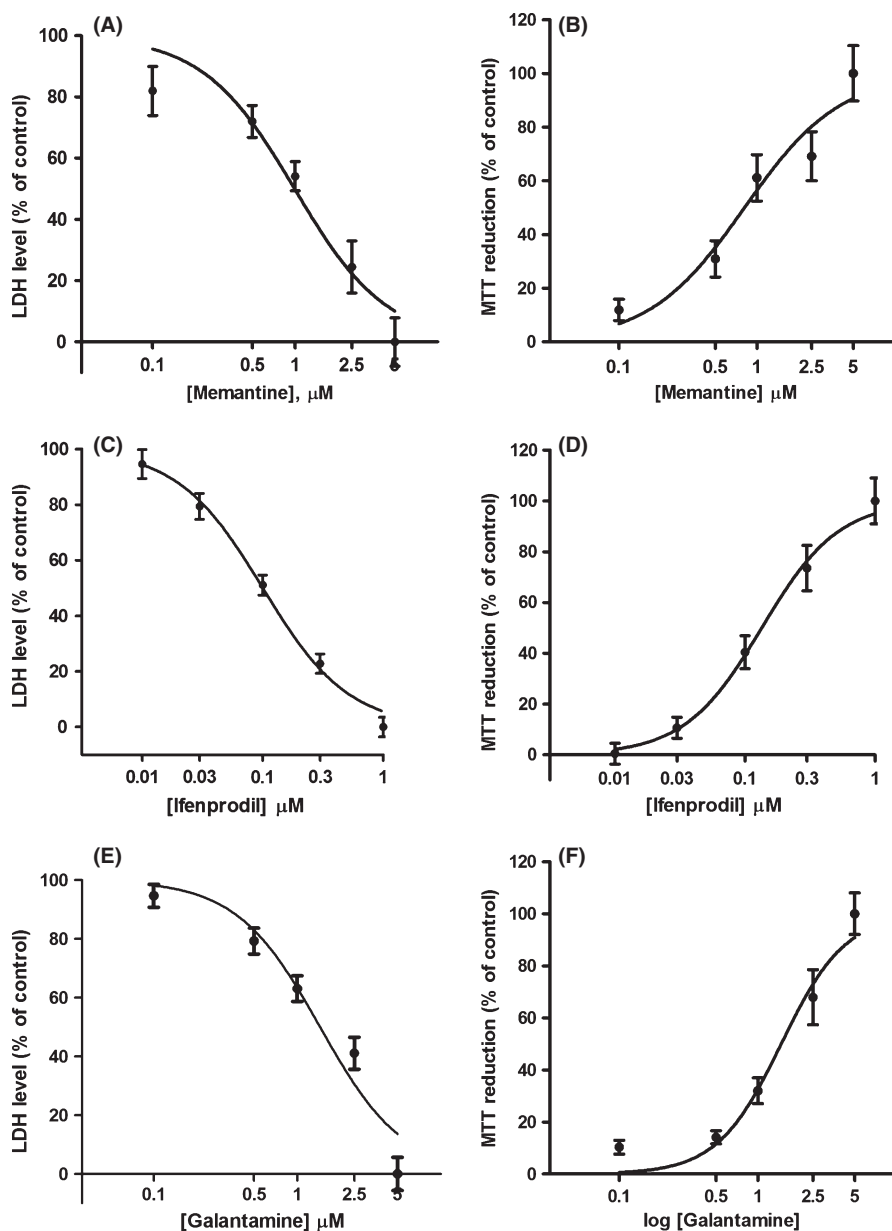 (A)
LDH level (% of control)
100
80
60
40
20
0
0.1 0.5 1 2.5 5
[Memantine], μM
(B)
MTT reduction (% of control)
120
100
80
60
40
20
0
0.1 0.5 1 2.5 5
[Memantine] μM
(C)
LDH level (% of control)
100
80
60
40
20
0
0.01 0.03 0.1 0.3 1
[Ifenprodil] μM
(D)
MTT reduction (% of control)
120
100
80
60
40
20
0
0.01 0.03 0.1 0.3 1
[Ifenprodil] μM
(E)
LDH level (% of control)
100
80
60
40
20
0
0.1 0.5 1 2.5 5
[Galantamine] μM
(F)
MTT reduction (% of control)
120
100
80
60
40
20
0
0.1 0.5 1 2.5 5
log [Galantamine]